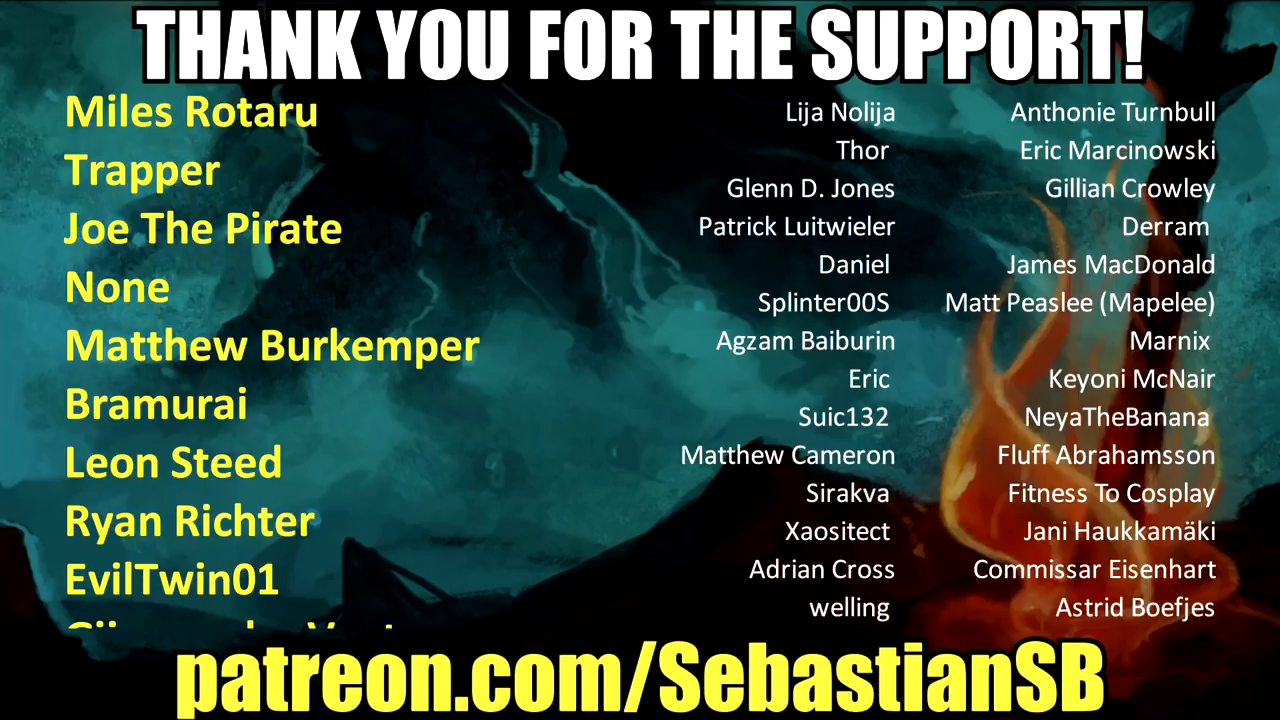 THANK YOU FOR THE SUPPORT!
Miles Rotaru
Trapper
Joe The Pirate
None
Matthew Burkemper
Bramurai
Leon Steed
Ryan Richter
EvilTwin01
Lija Nolija
Thor
Glenn D. Jones
Patrick Luitwieler
Daniel
Splinter00S
Agzam Baiburin
Eric
Suic132
Matthew Cameron
Sirakva
Xaositect
Adrian Cross
welling
Anthonie Turnbull
Eric Marcinowski
Gillian Crowley
Derram
James MacDonald
Matt Peaslee (Mapelee)
Marnix
Keyoni McNair
NeyaTheBanana
Fluff Abrahamsson
Fitness To Cosplay
Jani Haukkamäki
Commissar Eisenhart
Astrid Boefjes
patreon.com/SebastianSB